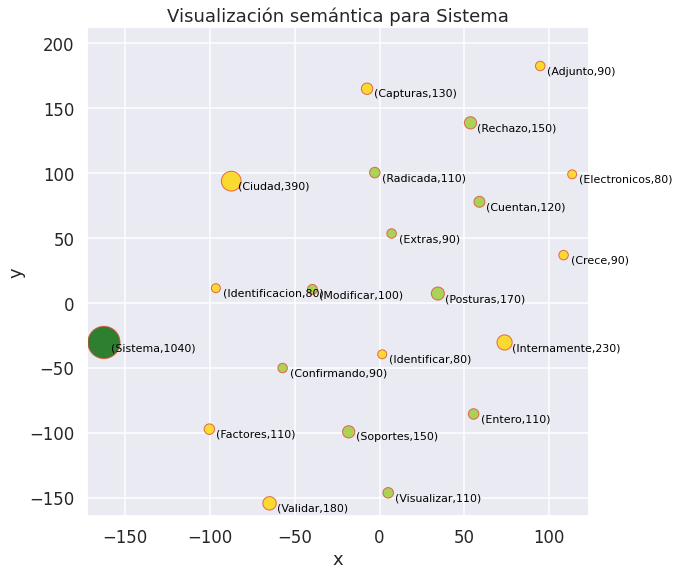 Visualización semántica para Sistema
200
150
100
50
0
−50
−100
−150
y
(Adjunto,90)
(Capturas,130)
(Rechazo,150)
(Radicada,110)
(Electronicos,80)
(Ciudad,390)
(Cuentan,120)
(Extras,90)
(Crece,90)
(Identificacion,80)
(Modificar,100)
(Posturas,170)
(Sistema,1040)
(Internamente,230)
(Identificar,80)
(Confirmando,90)
(Entero,110)
(Factores,110)
(Soportes,150)
(Visualizar,110)
(Validar,180)
−150 −100 −50 0 50 100
x